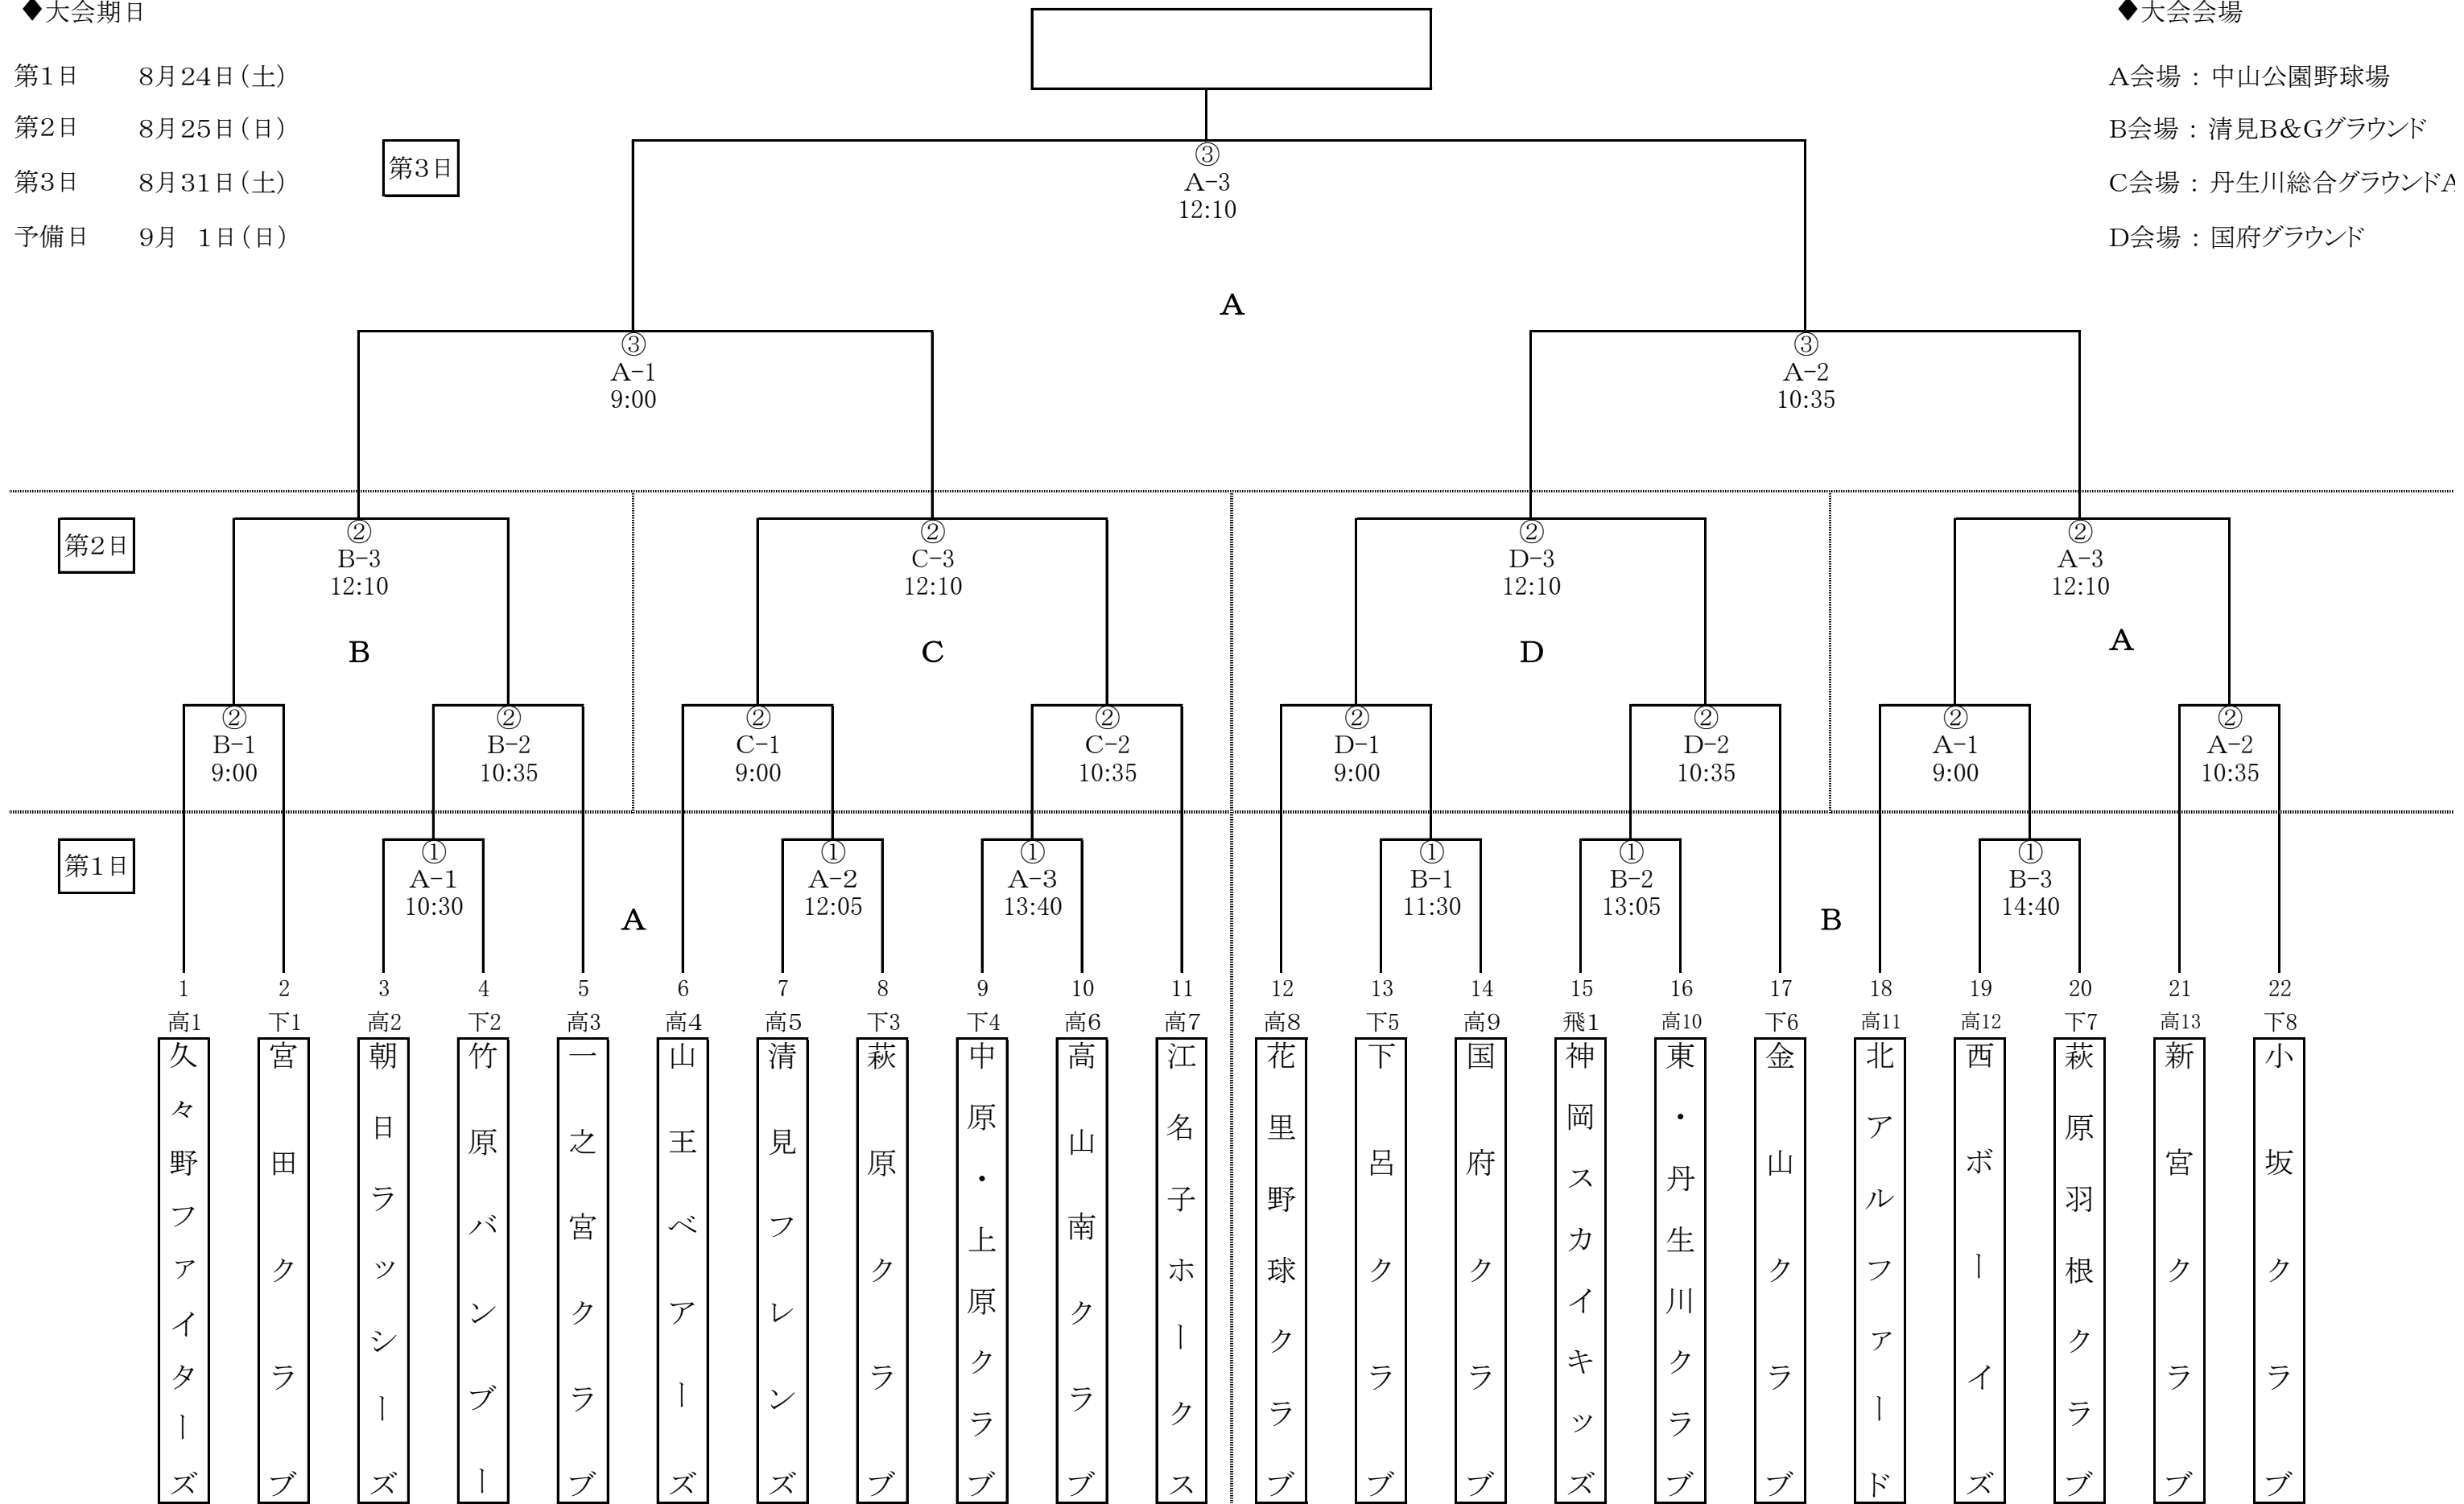 ◆大会期日
◆大会会場
第1日 8月24日(土)
第2日 8月25日(日)
第3日 8月31日(土)
予備日 9月 1日(日)
A会場 : 中山公園野球場
B会場 : 清見B&Gグラウンド
C会場 : 丹生川総合グラウンドA
D会場 : 国府グラウンド
第3日
③
A-3
12:10
A
③
A-1
9:00
③
A-2
10:35
第2日
②
B-3
12:10
B
②
C-3
12:10
C
②
D-3
12:10
D
②
A-3
12:10
A
②
B-1
9:00
②
B-2
10:35
②
C-1
9:00
②
C-2
10:35
②
D-1
9:00
②
D-2
10:35
②
A-1
9:00
②
A-2
10:35
第1日
①
A-1
10:30
A
①
A-2
12:05
①
A-3
13:40
①
B-1
11:30
①
B-2
13:05
B
①
B-3
14:40
1 2 3 4 5 6 7 8 9 10 11 12 13 14 15 16 17 18 19 20 21 22
高1 下1 高2 下2 高3 高4 高5 下3 下4 高6 高7 高8 下5 高9 飛1 高10 下6 高11 高12 下7 高13 下8
久々野ファイターズ
宮田クラブ
朝日ラッシーズ
竹原バンブー
一之宮クラブ
山王ベアーズ
清見フレンズ
萩原クラブ
中原・上原クラブ
高山南クラブ
江名子ホークス
花里野球クラブ
下呂クラブ
国府クラブ
神岡スカイキッズ
東・丹生川クラブ
金山クラブ
北アルファード
西ボーイズ
萩原羽根クラブ
新宮クラブ
小坂クラブ